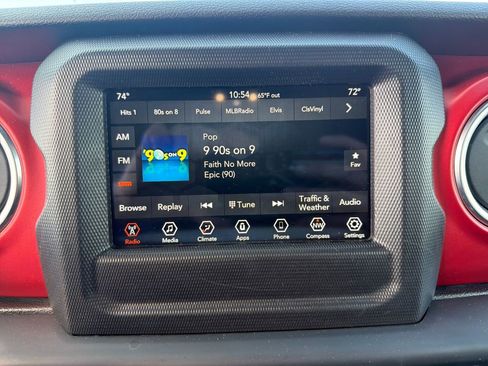 74° 10:54 65°F out 72°
Hits 1 80s on 8 Pulse MLBRadio Elvis ClsVinyl
AM
FM
Pop
9 90s on 9
Faith No More
Epic (90)
'90s ON 9
Fav
Browse Replay Tune Traffic & Weather Audio
NW
Radio Media Climate Apps Phone Compass Settings